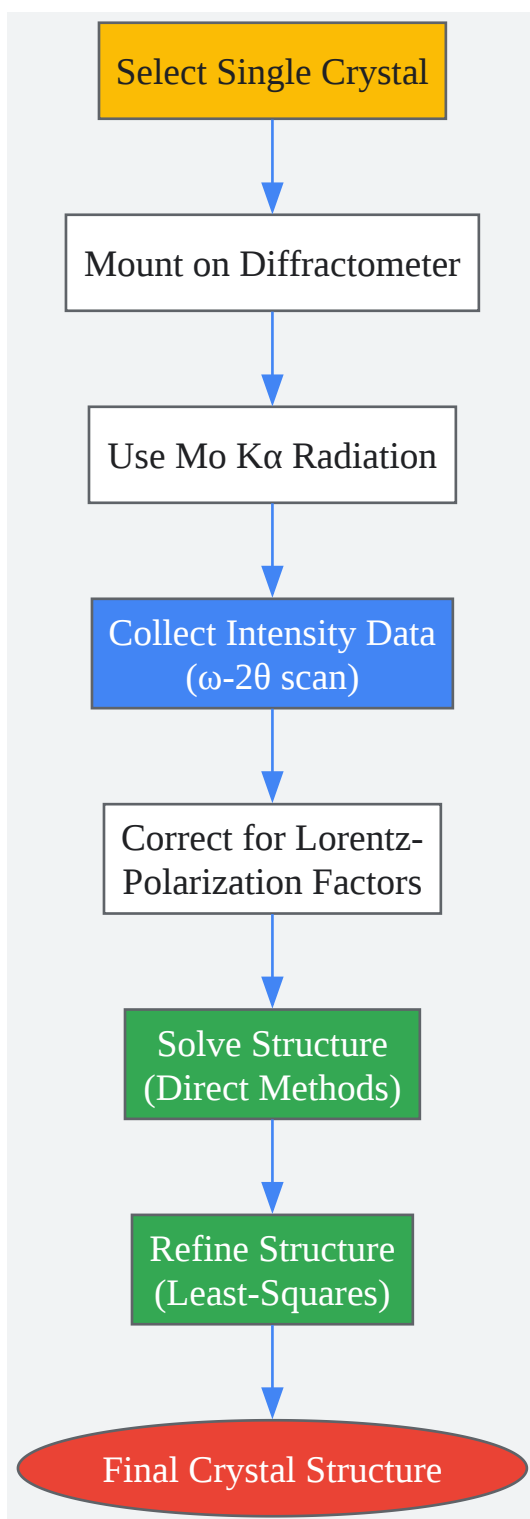 Select Single Crystal
Mount on Diffractometer
Use Mo Kα Radiation
Collect Intensity Data
(ω-2θ scan)
Correct for Lorentz-
Polarization Factors
Solve Structure
(Direct Methods)
Refine Structure
(Least-Squares)
Final Crystal Structure